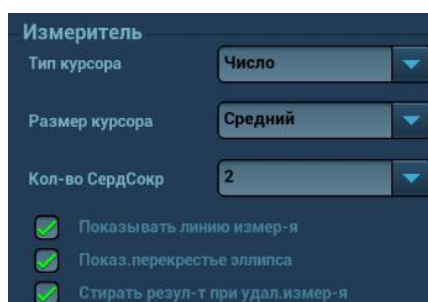 Измеритель
Тип курсора Число
Размер курсора Средний
Кол-во СердСокр 2
Показывать линию измер-я
Показ.перекрестье эллипса
Стирать резул-т при удал.измер-я